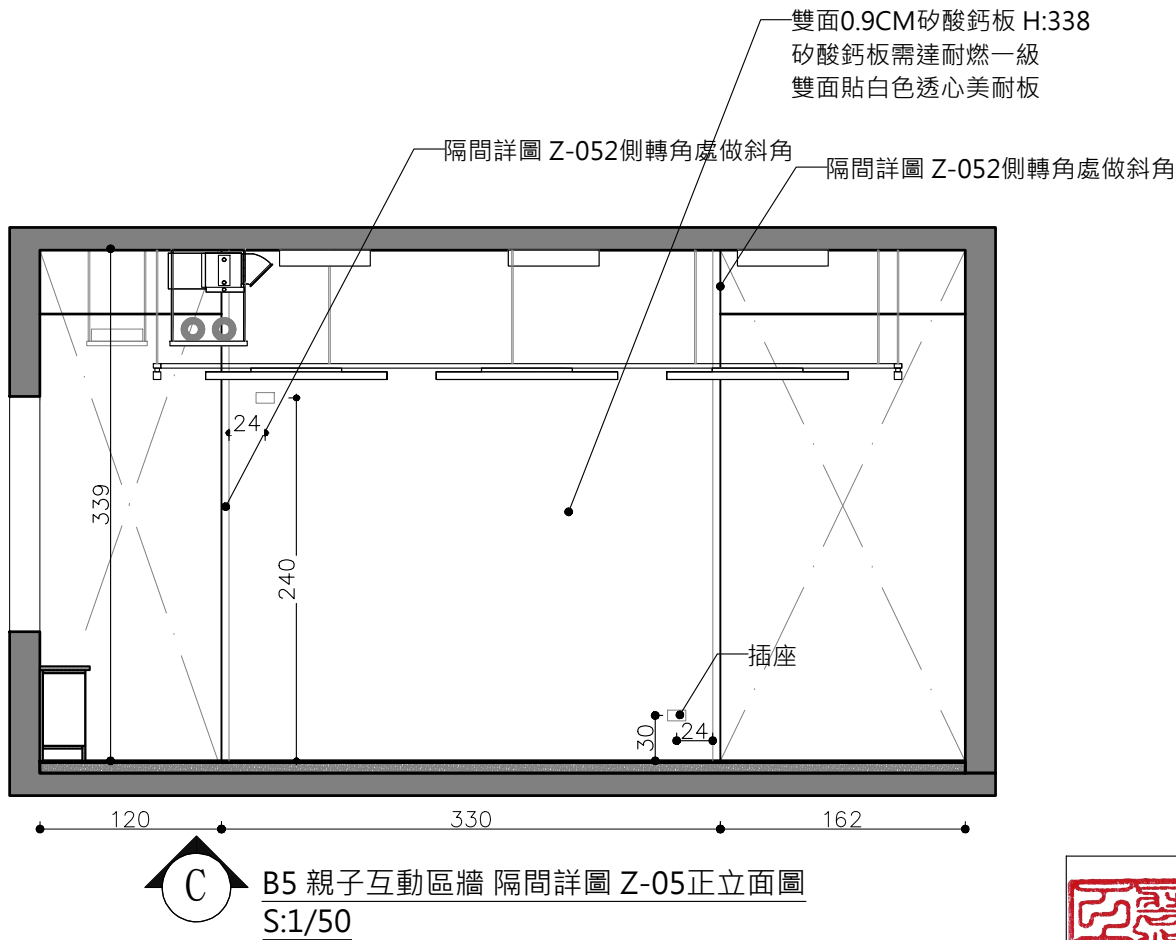 雙面0.9CM矽酸鈣板 H:338
矽酸鈣板需達耐燃一級
雙面貼白色透心美耐板
隔間詳圖 Z-052側轉角處做斜角
隔間詳圖 Z-052側轉角處做斜角
24
339
240
插座
30
24
120
330
162
C
B5 親子互動區牆 隔間詳圖 Z-05正立面圖
S:1/50